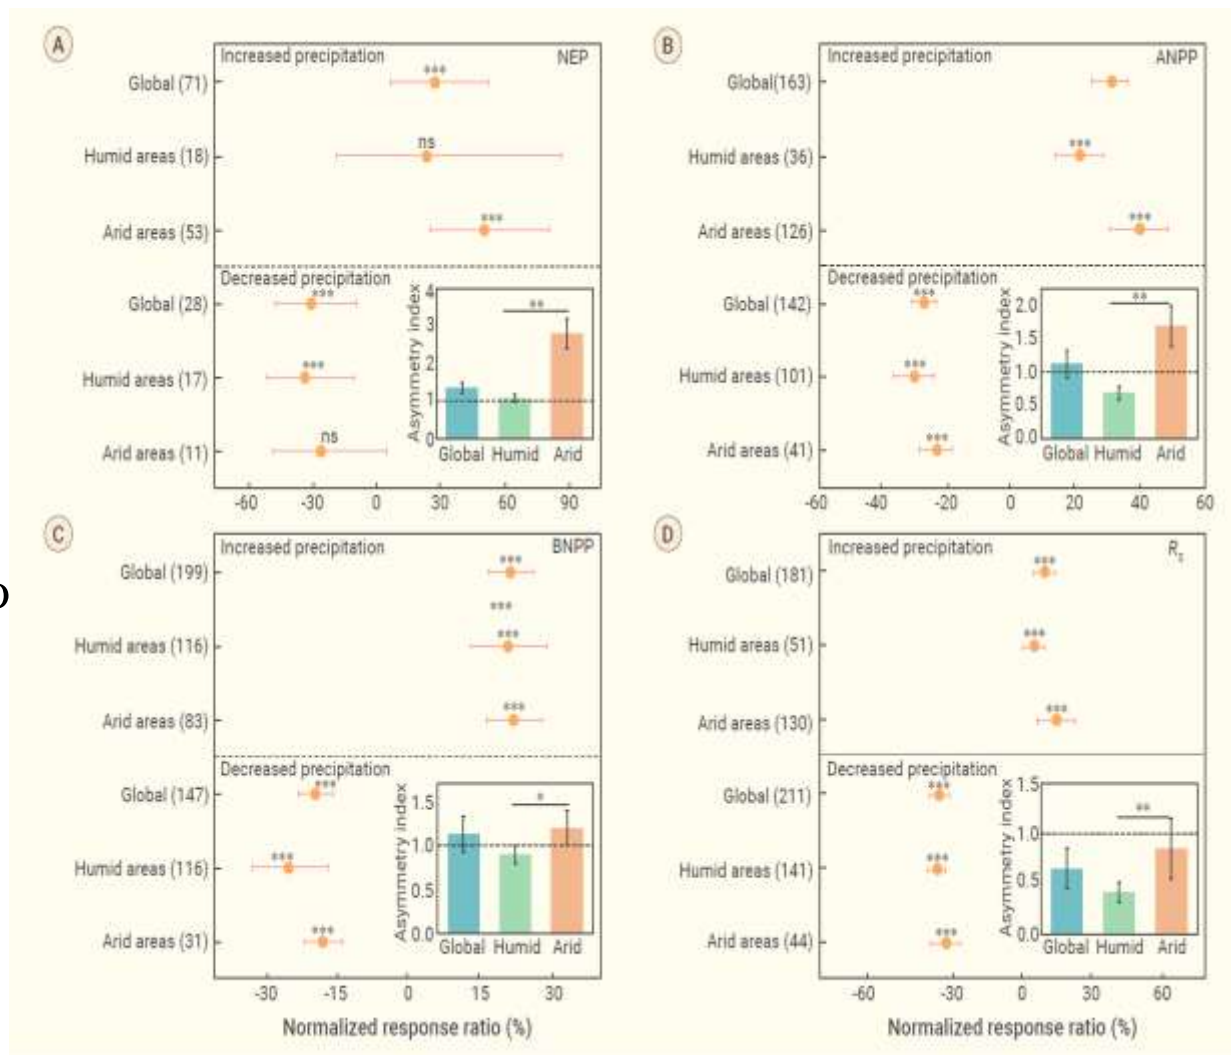 A
Increased precipitation NEP
Global (71) ***
Humid areas (18) ns
Arid areas (53) ***
Decreased precipitation
Global (28) ***
Humid areas (17) ***
Arid areas (11) ns
Asymmetry index
4
3
2
1
0
**
Global Humid Arid
-60 -30 0 30 60 90
B
Increased precipitation ANPP
Global(163)
Humid areas (36) ***
Arid areas (126) ***
Decreased precipitation
Global (142) ***
Humid areas (101) ***
Arid areas (41) ***
Asymmetry index
2.0
1.5
1.0
0.5
0.0
**
Global Humid Arid
-60 -40 -20 0 20 40 60
C
Increased precipitation BNPP
Global (199) ***
***
Humid areas (116) ***
Arid areas (83) ***
Decreased precipitation
Global (147) ***
Humid areas (116) ***
Arid areas (31) ***
Asymmetry index
1.5
1.0
0.5
0.0
*
Global Humid Arid
-30 -15 0 15 30
Normalized response ratio (%)
D
Increased precipitation Rs
Global (181) ***
Humid areas (51) ***
Arid areas (130) ***
Decreased precipitation
Global (211) ***
Humid areas (141) ***
Arid areas (44) ***
Asymmetry index
1.5
1.0
0.5
0.0
**
Global Humid Arid
-60 -30 0 30 60
Normalized response ratio (%)